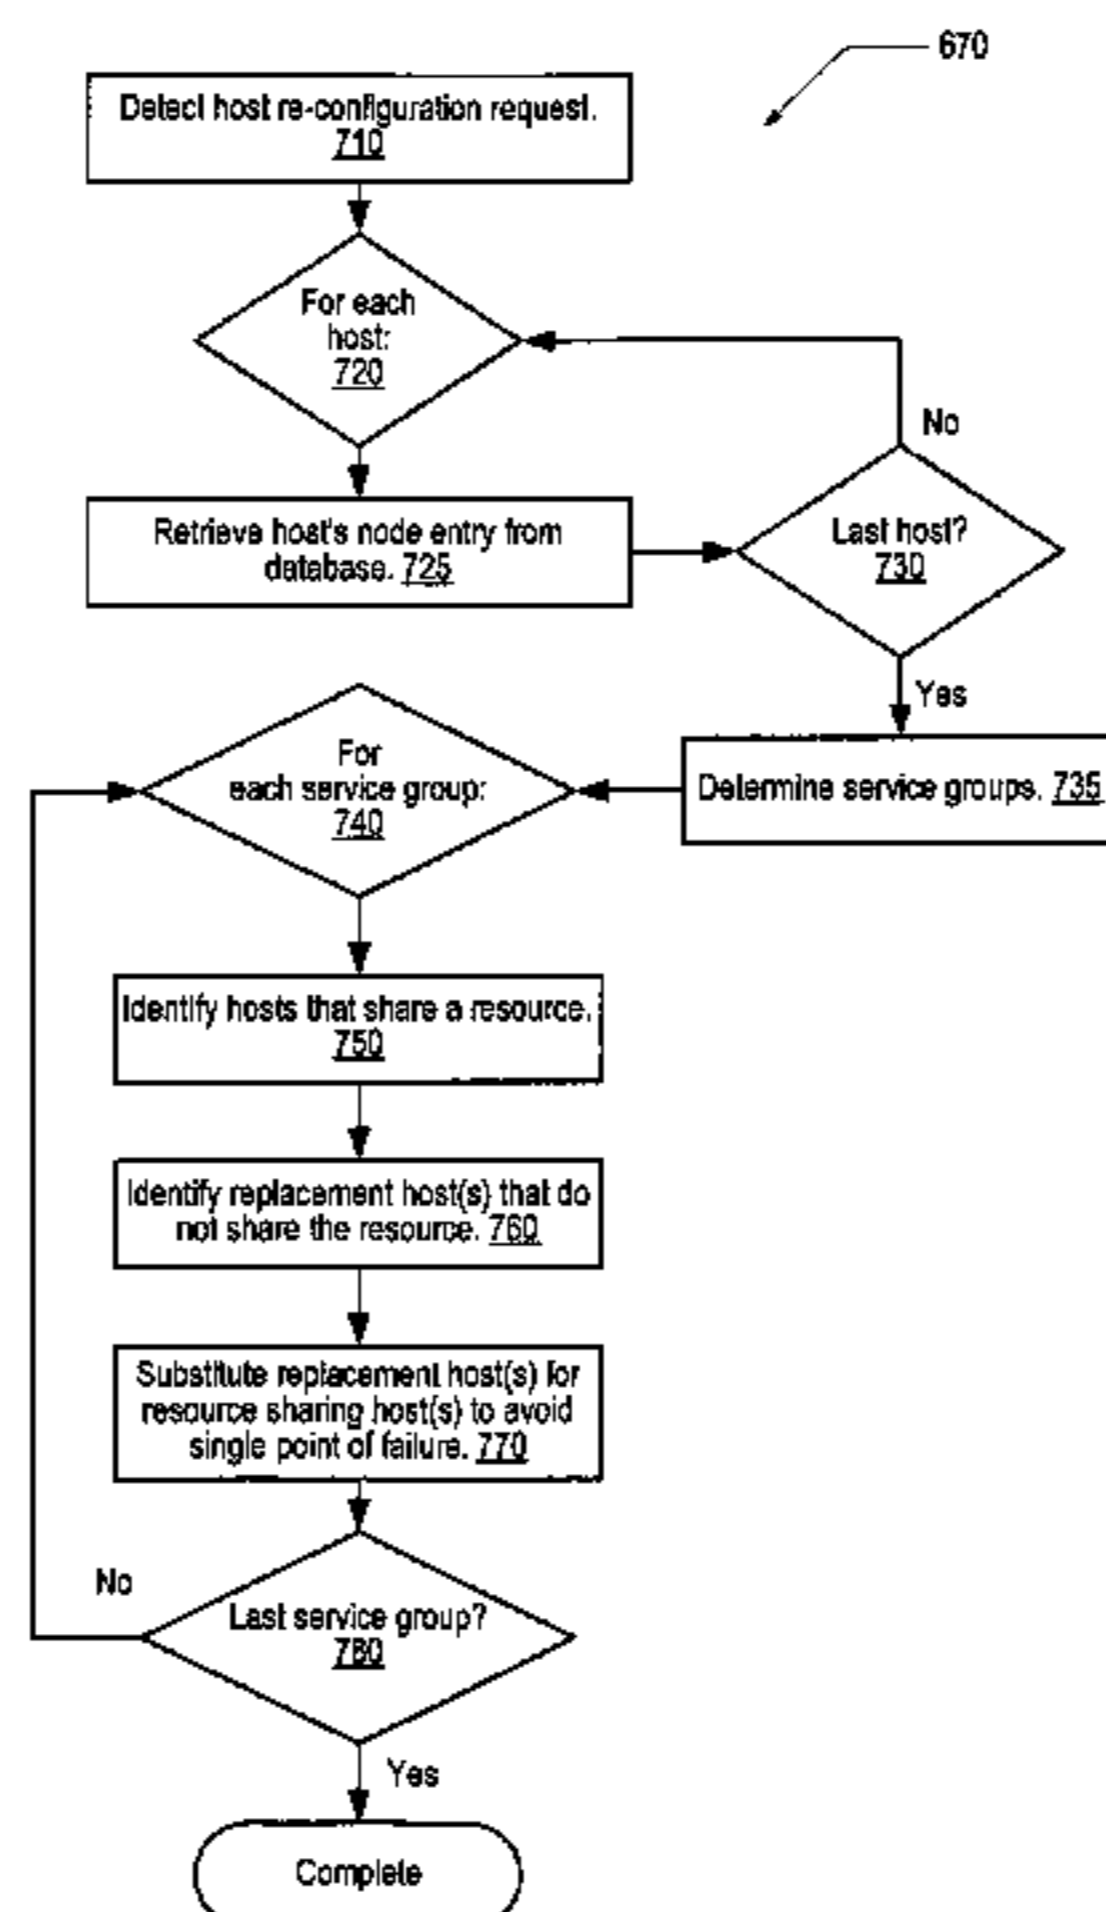 670
Detect host re-configuration request.
710
For each
host:
720
No
Retrieve host's node entry from
database. 725
Last host?
730
Yes
For
each service group:
740
Determine service groups. 735
Identify hosts that share a resource.
750
Identify replacement host(s) that do
not share the resource. 760
Substitute replacement host(s) for
resource sharing host(s) to avoid
single point of failure. 770
No
Last service group?
780
Yes
Complete